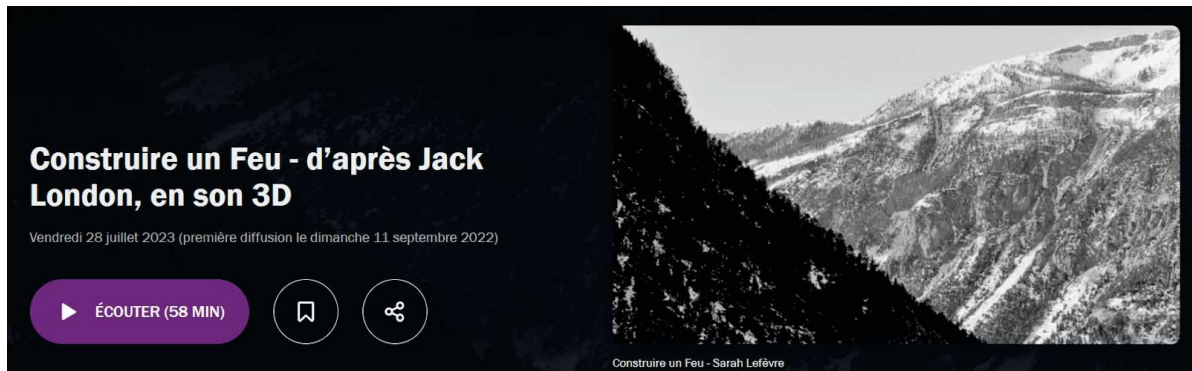 Construire un Feu - d’après Jack
London, en son 3D
Vendredi 28 juillet 2023 (première diffusion le dimanche 11 septembre 2022)
ÉCOUTER (58 MIN)
Construire un Feu - Sarah Lefèvre